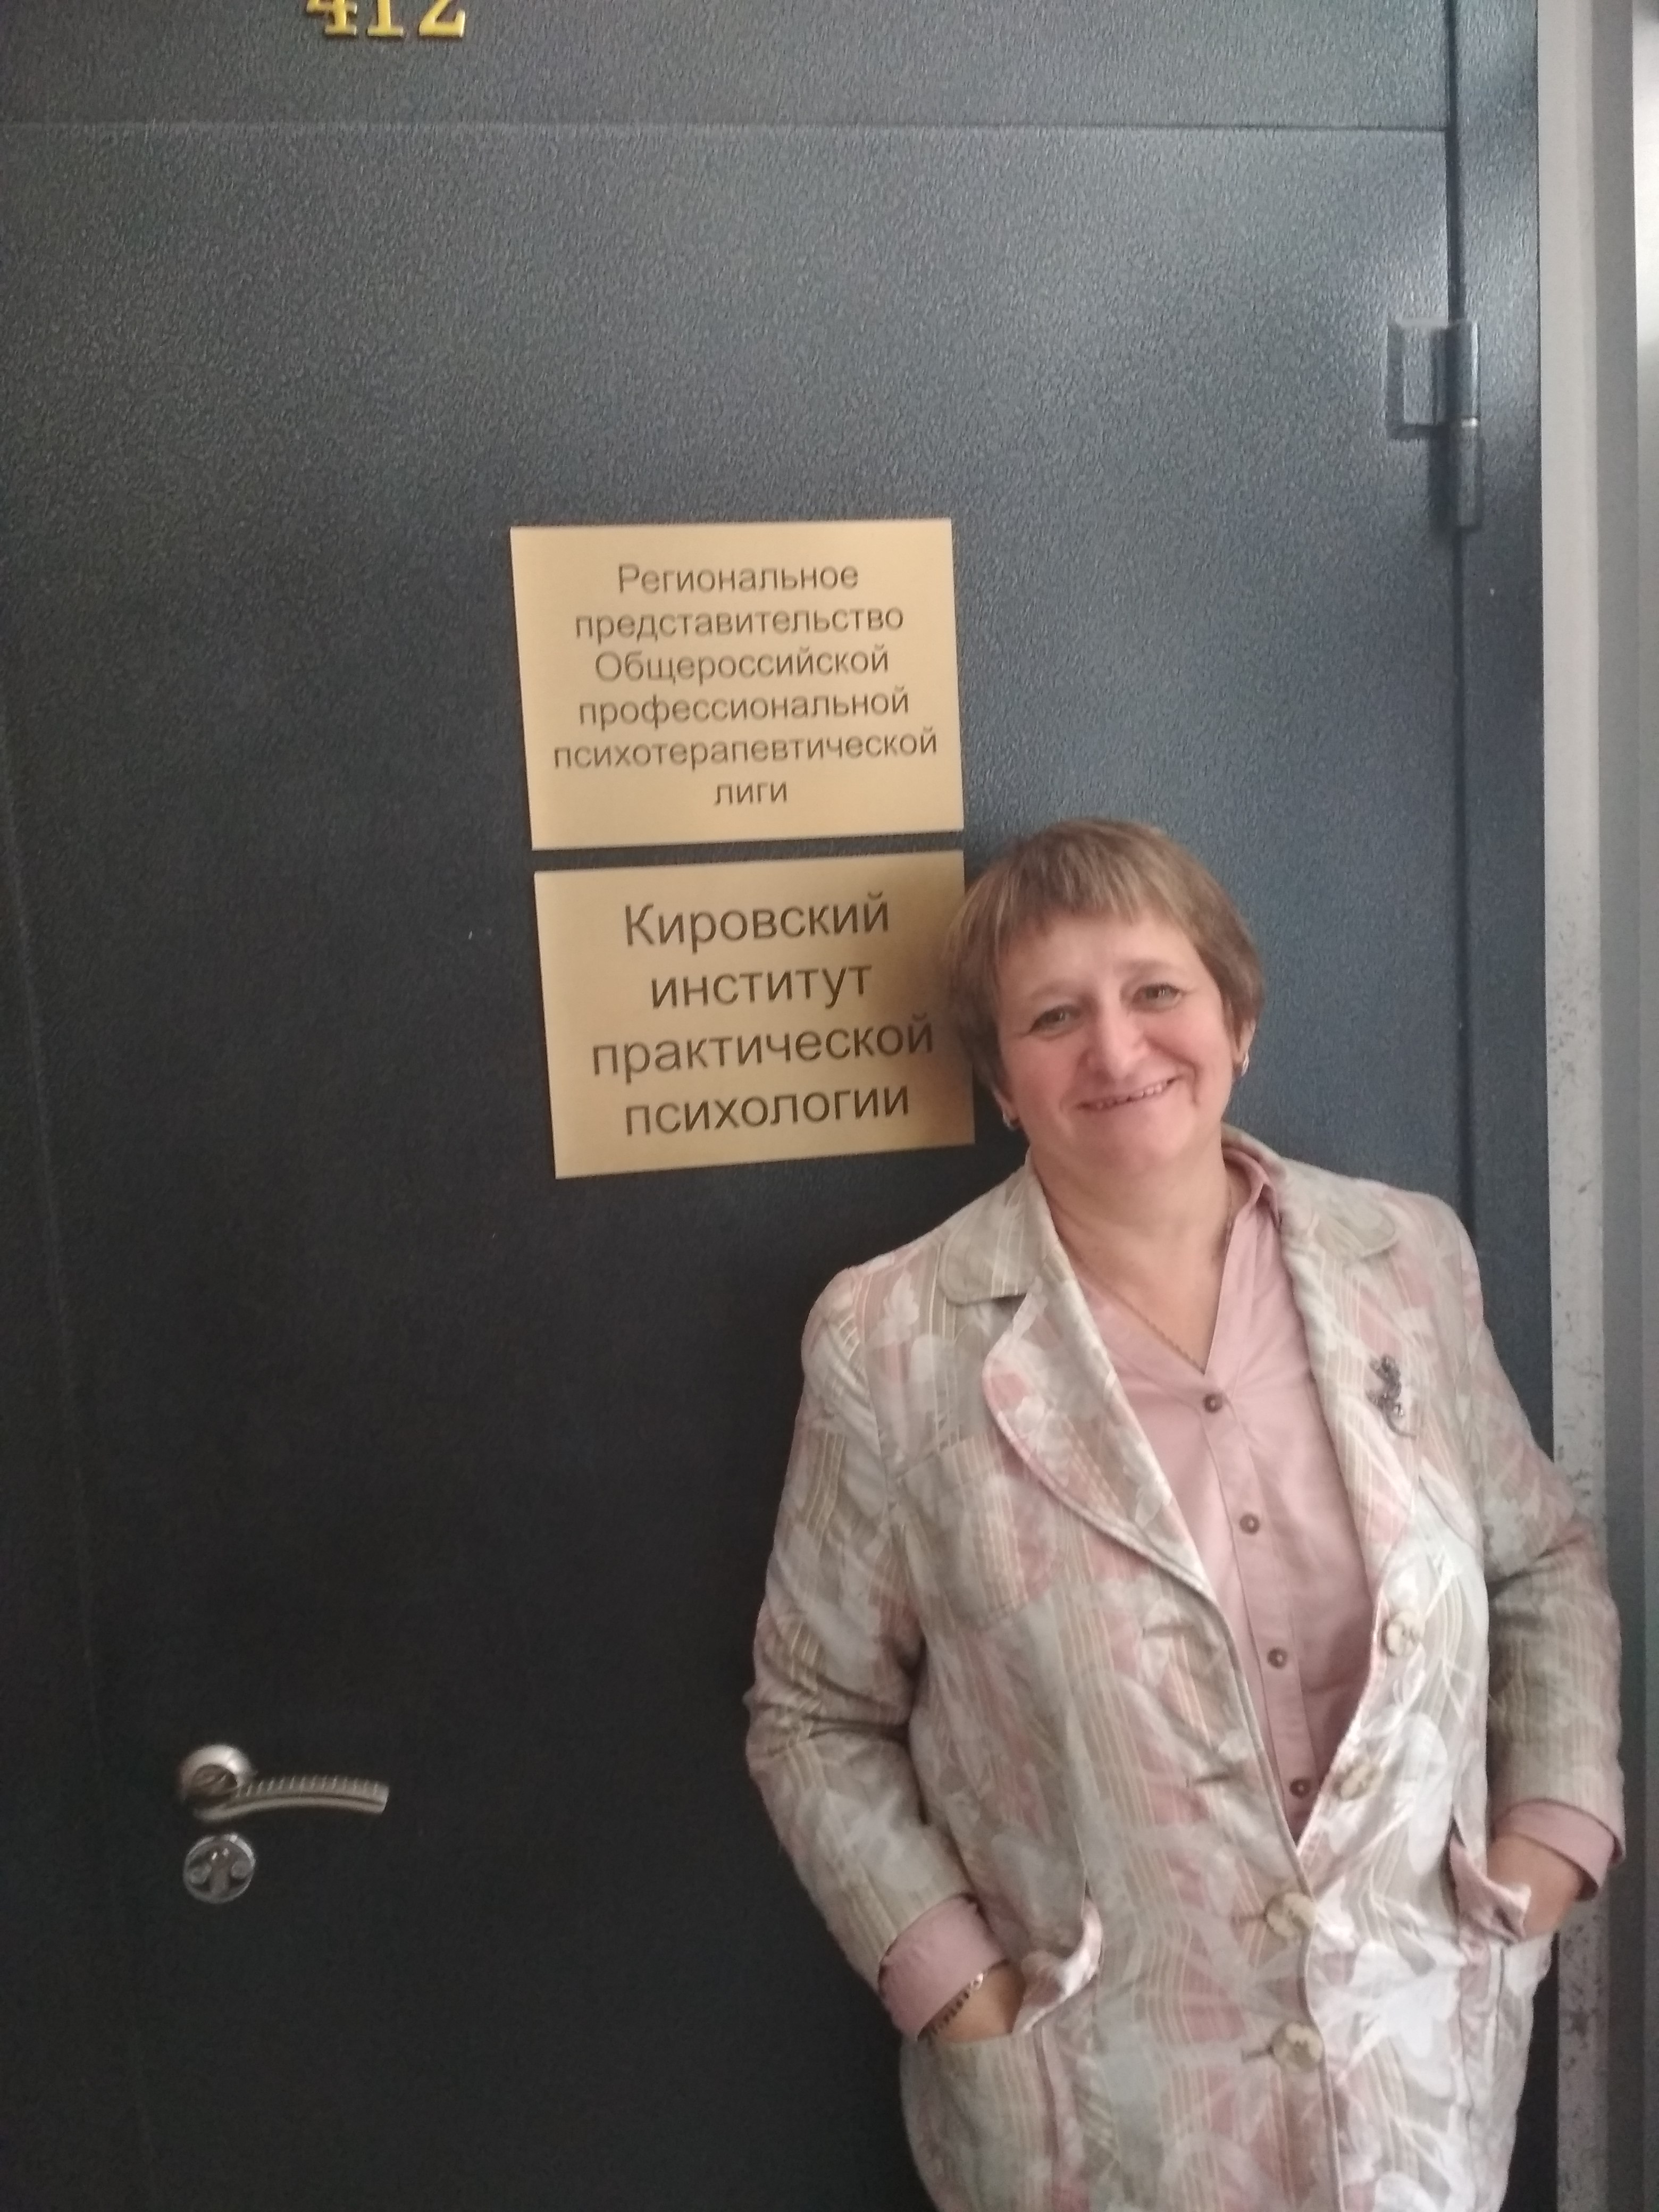 412
Региональное
представительство
Общероссийской
профессиональной
психотерапевтической
лиги
Кировский
институт
практической
психологии